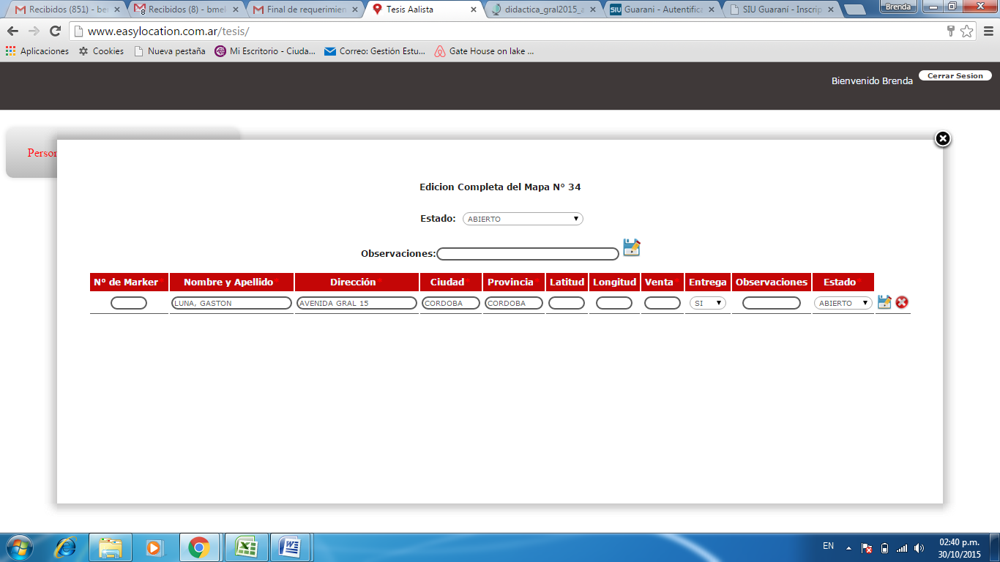 Recibidos (851) - ber
Recibidos (8) - bmel
Final de requerimien
Tesis Aalista
didactica_gral2015_a
SIU Guarani - Autentifica
SIU Guaraní - Inscrip
Brenda
www.easylocation.com.ar/tesis/
Aplicaciones Cookies Nueva pestaña Mi Escritorio - Ciuda... Correo: Gestión Estu... Gate House on lake ...
Bienvenido Brenda Cerrar Sesion
Person
Edicion Completa del Mapa N° 34
Estado: ABIERTO
Observaciones:
N° de Marker* Nombre y Apellido* Dirección* Ciudad* Provincia* Latitud Longitud Venta* Entrega Observaciones Estado*
LUNA, GASTON AVENIDA GRAL 15 CORDOBA CORDOBA SI ABIERTO
EN 02:40 p.m.
30/10/2015